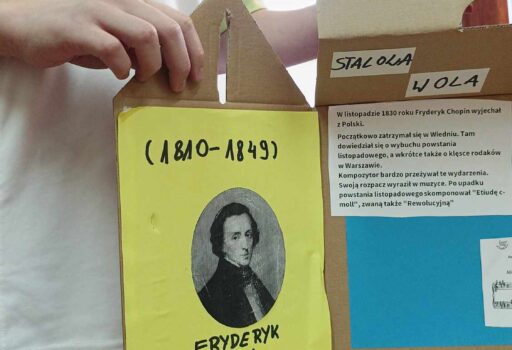 STALOWA
WOLA
W listopadzie 1830 roku Fryderyk Chopin wyjechał
z Polski.
Początkowo zatrzymał się w Wiedniu. Tam
dowiedział się o wybuchu powstania
listopadowego, a wkrótce także o klęsce rodaków
w Warszawie.
Kompozytor bardzo przeżywał te wydarzenia.
Swoją rozpacz wyraził w muzyce. Po upadku
powstania listopadowego skomponował "Etiudę c-
moll", zwaną także "Rewolucyjną"
(1810-1849)
FRYDERYK